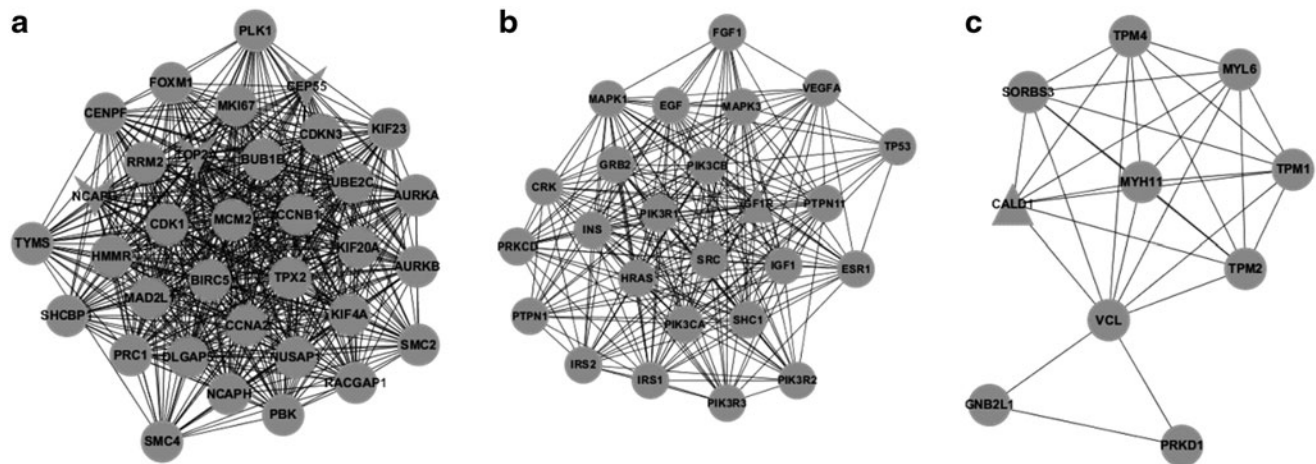 a
PLK1
CEP55
FOXM1
MKI67
CENPF
CDKN3
KIF23
TOP2A
RRM2
BUB1B
UBE2C
NCAPG
AURKA
CDK1
MCM2
CCNB1
TYMS
HMMR
KIF20A
AURKB
BIRC5
TPX2
MAD2L1
SHCBP1
KIF4A
CCNA2
SMC2
PRC1
DLGAP5
NUSAP1
RACGAP1
NCAPH
PBK
SMC4
b
FGF1
VEGFA
MAPK1
EGF
MAPK3
TP53
GRB2
PIK3CB
CRK
PTPN11
PIK3R1
IGF1R
INS
PRKCD
SRC
IGF1
ESR1
HRAS
PTPN1
PIK3CA
SHC1
IRS2
IRS1
PIK3R2
PIK3R3
c
TPM4
MYL6
SORBS3
TPM1
MYH11
CALD1
TPM2
VCL
GNB2L1
PRKD1